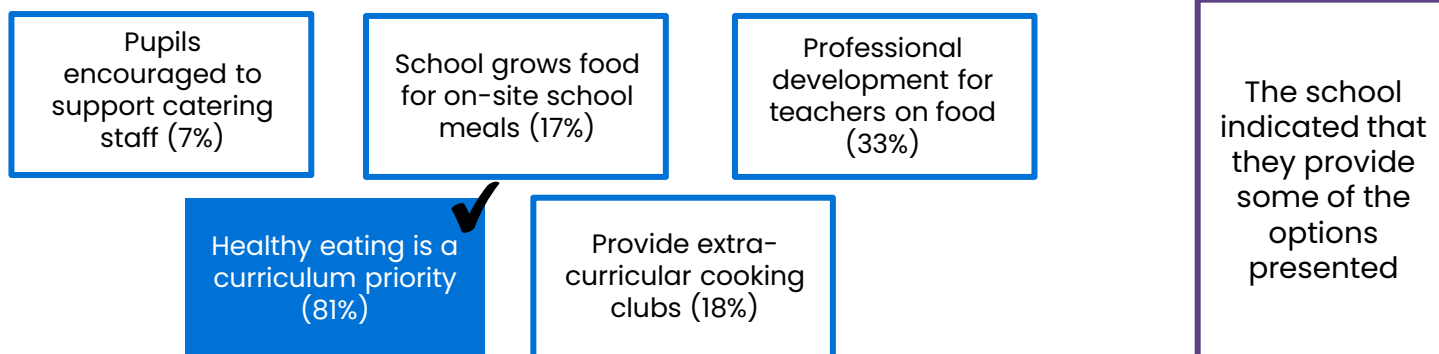 Pupils
encouraged to
support catering
staff (7%)
School grows food
for on-site school
meals (17%)
Professional
development for
teachers on food
(33%)
The school
indicated that
they provide
some of the
options
presented
Healthy eating is a
curriculum priority
(81%)
Provide extra-
curricular cooking
clubs (18%)